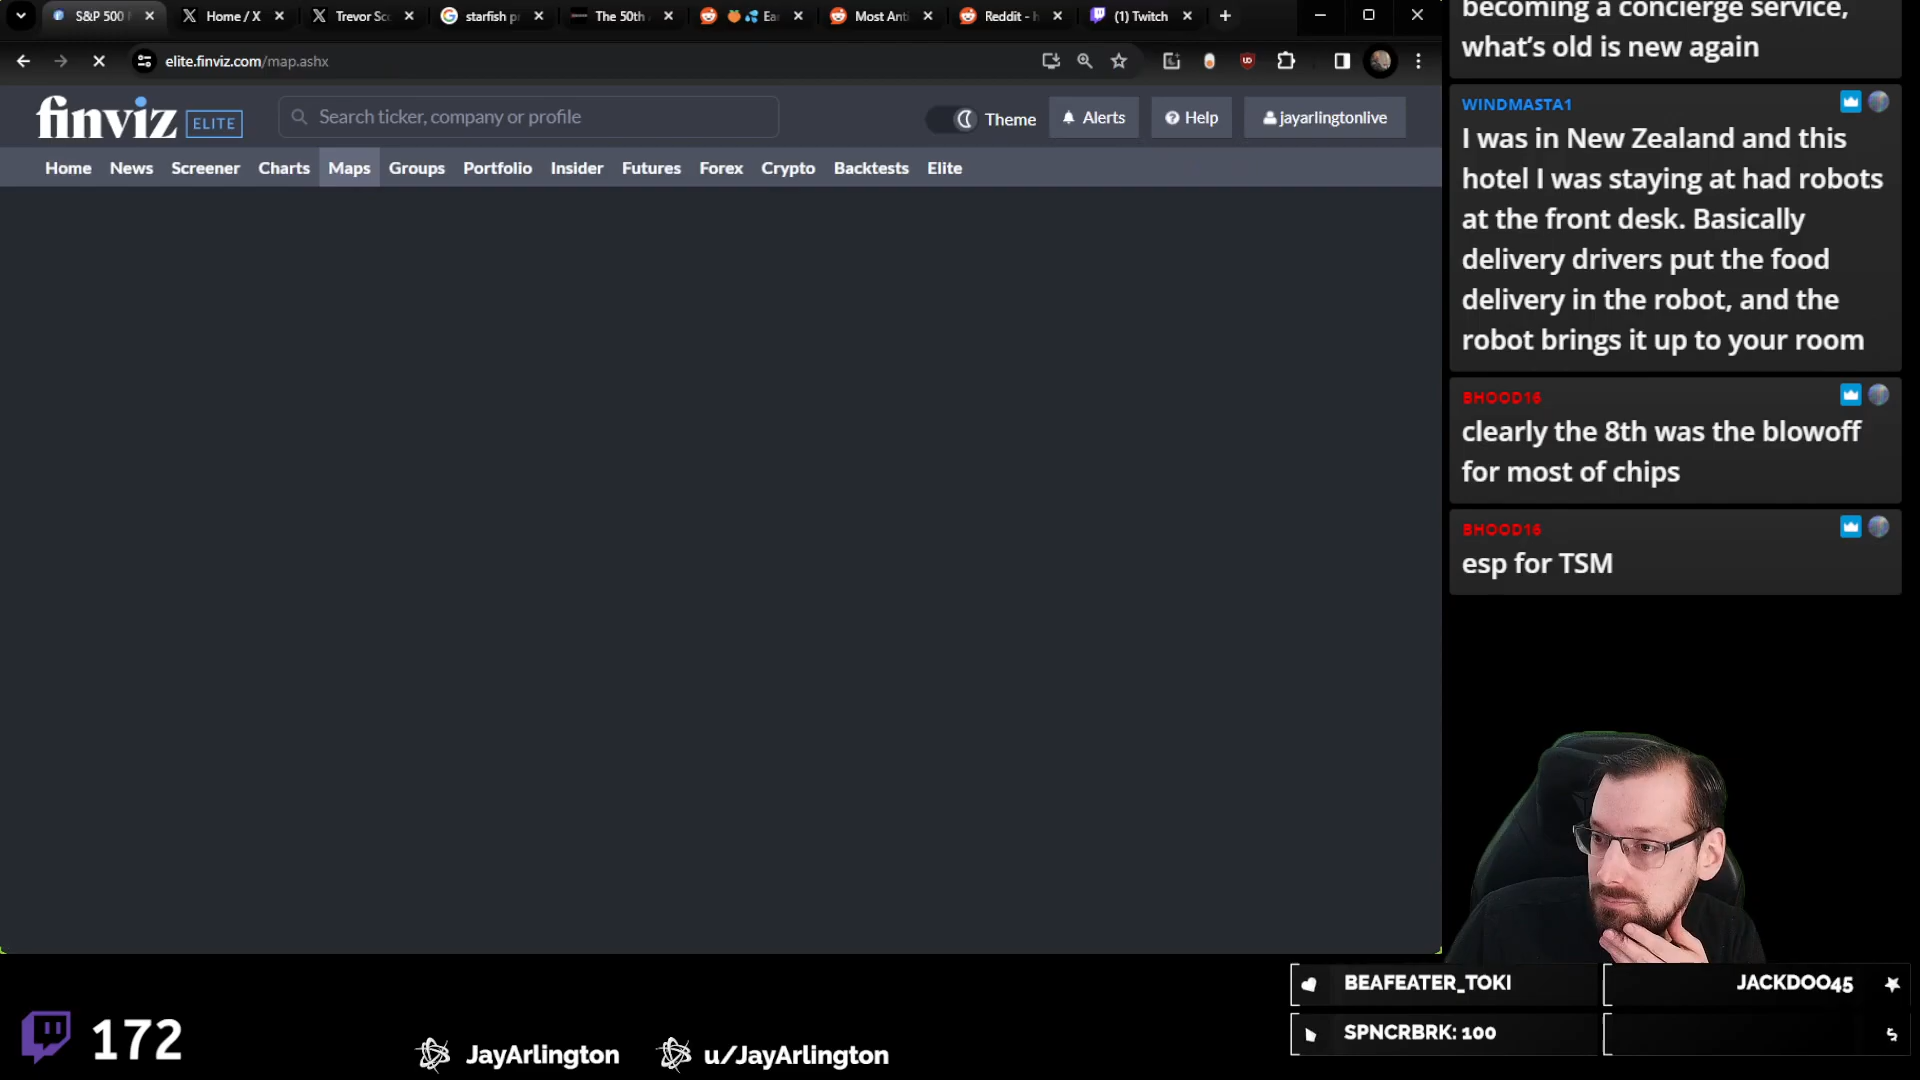 S&P 500
Home / X
Trevor Sc
starfish p
The 50th
Ea
Most Anti
Reddit - h
(1) Twitch
elite.finviz.com/map.ashx
finviz ELITE
Search ticker, company or profile
Theme
Alerts
Help
jayarlingtonlive
Home News Screener Charts Maps Groups Portfolio Insider Futures Forex Crypto Backtests Elite
becoming a concierge service,
what's old is new again
WINDMASTA1
I was in New Zealand and this
hotel I was staying at had robots
at the front desk. Basically
delivery drivers put the food
delivery in the robot, and the
robot brings it up to your room
BHOOD16
clearly the 8th was the blowoff
for most of chips
BHOOD16
esp for TSM
BEAFEATER_TOKI
JACKDOO45
SPNCRBRK: 100
172
JayArlington
u/JayArlington